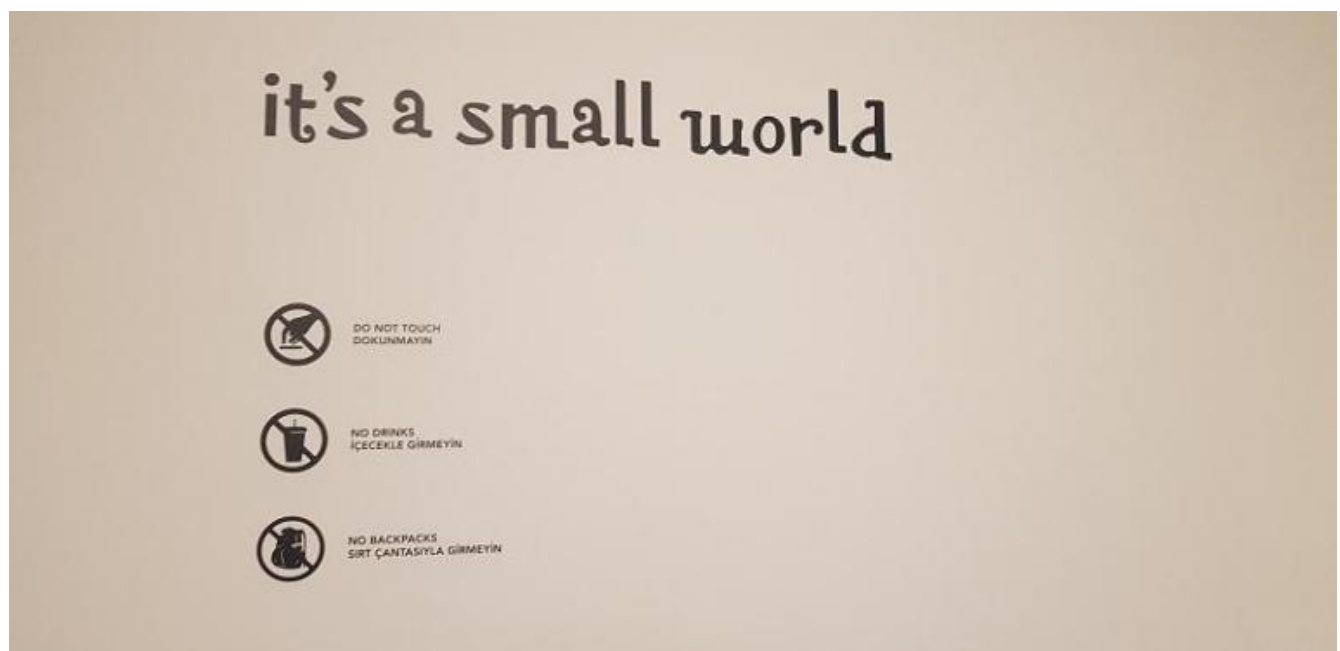 it's a small world
DO NOT TOUCH
DOKUNMAYIN
NO DRINKS
İÇECEKLE GİRMEYİN
NO BACKPACKS
SIRT ÇANTASIYLA GİRMEYİN